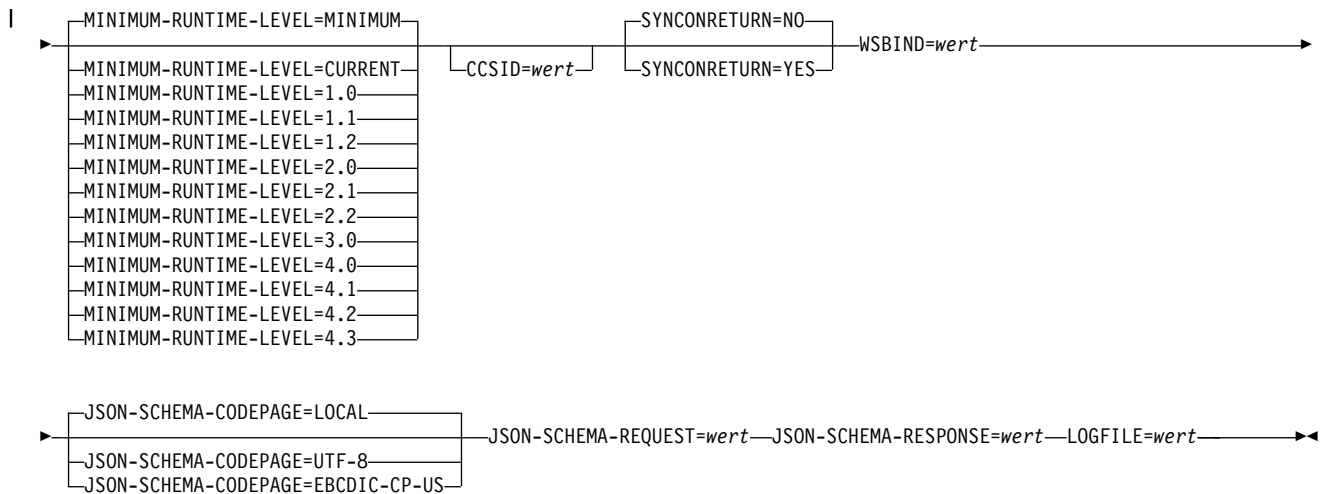 MINIMUM-RUNTIME-LEVEL=MINIMUM
MINIMUM-RUNTIME-LEVEL=CURRENT
MINIMUM-RUNTIME-LEVEL=1.0
MINIMUM-RUNTIME-LEVEL=1.1
MINIMUM-RUNTIME-LEVEL=1.2
MINIMUM-RUNTIME-LEVEL=2.0
MINIMUM-RUNTIME-LEVEL=2.1
MINIMUM-RUNTIME-LEVEL=2.2
MINIMUM-RUNTIME-LEVEL=3.0
MINIMUM-RUNTIME-LEVEL=4.0
MINIMUM-RUNTIME-LEVEL=4.1
MINIMUM-RUNTIME-LEVEL=4.2
MINIMUM-RUNTIME-LEVEL=4.3
CCSID=wert
SYNCONRETURN=NO
SYNCONRETURN=YES
WSBIND=wert
JSON-SCHEMA-CODEPAGE=LOCAL
JSON-SCHEMA-CODEPAGE=UTF-8
JSON-SCHEMA-CODEPAGE=EBCDIC-CP-US
JSON-SCHEMA-REQUEST=wert
JSON-SCHEMA-RESPONSE=wert
LOGFILE=wert